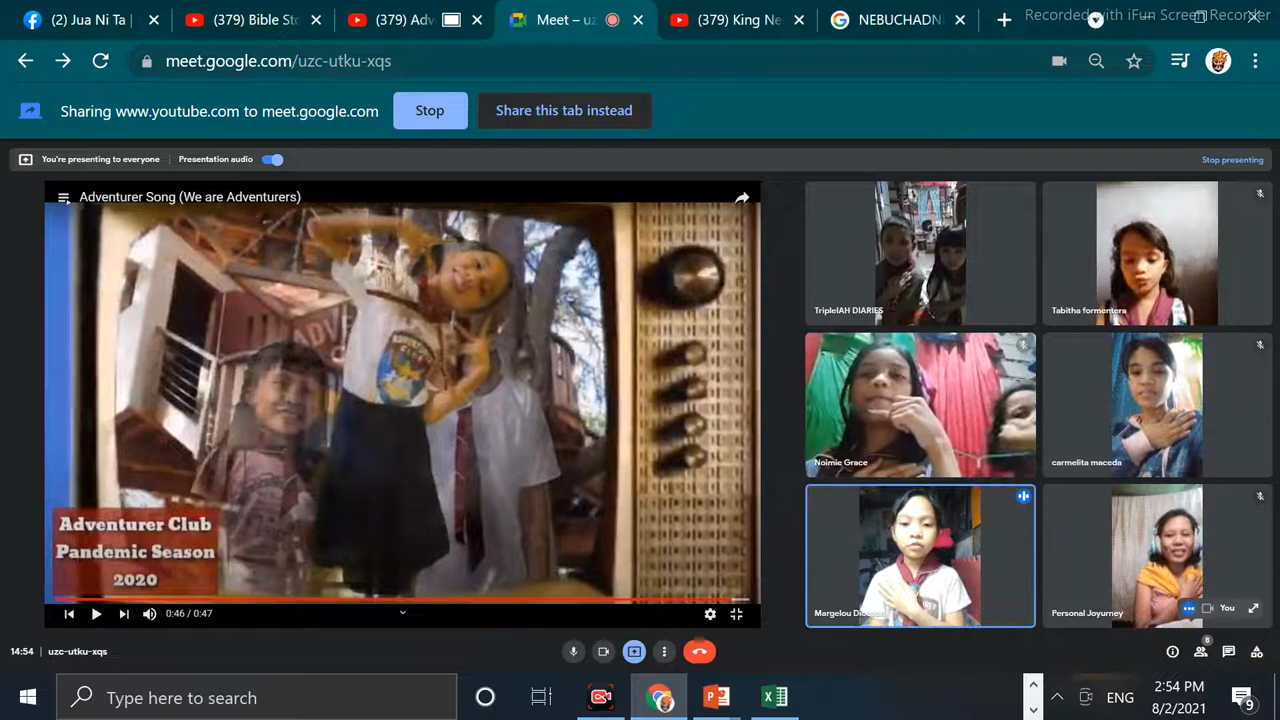 (2) Jua Ni Ta |
(379) Bible Sto
(379) Adv
Meet – uz
(379) King Ne
NEBUCHADN
Recorded with iFun Screen Recorder
meet.google.com/uzc-utku-xqs
Sharing www.youtube.com to meet.google.com
Stop
Share this tab instead
You're presenting to everyone
Presentation audio
Stop presenting
Adventurer Song (We are Adventurers)
TripleIAH DIARIES
Tabitha formentera
Noimie Grace
carmelita maceda
Adventurer Club
Pandemic Season
2020
0:46 / 0:47
Margelou
Personal Joyurney
You
14:54
uzc-utku-xqs
8
Type here to search
ENG
2:54 PM
8/2/2021
9